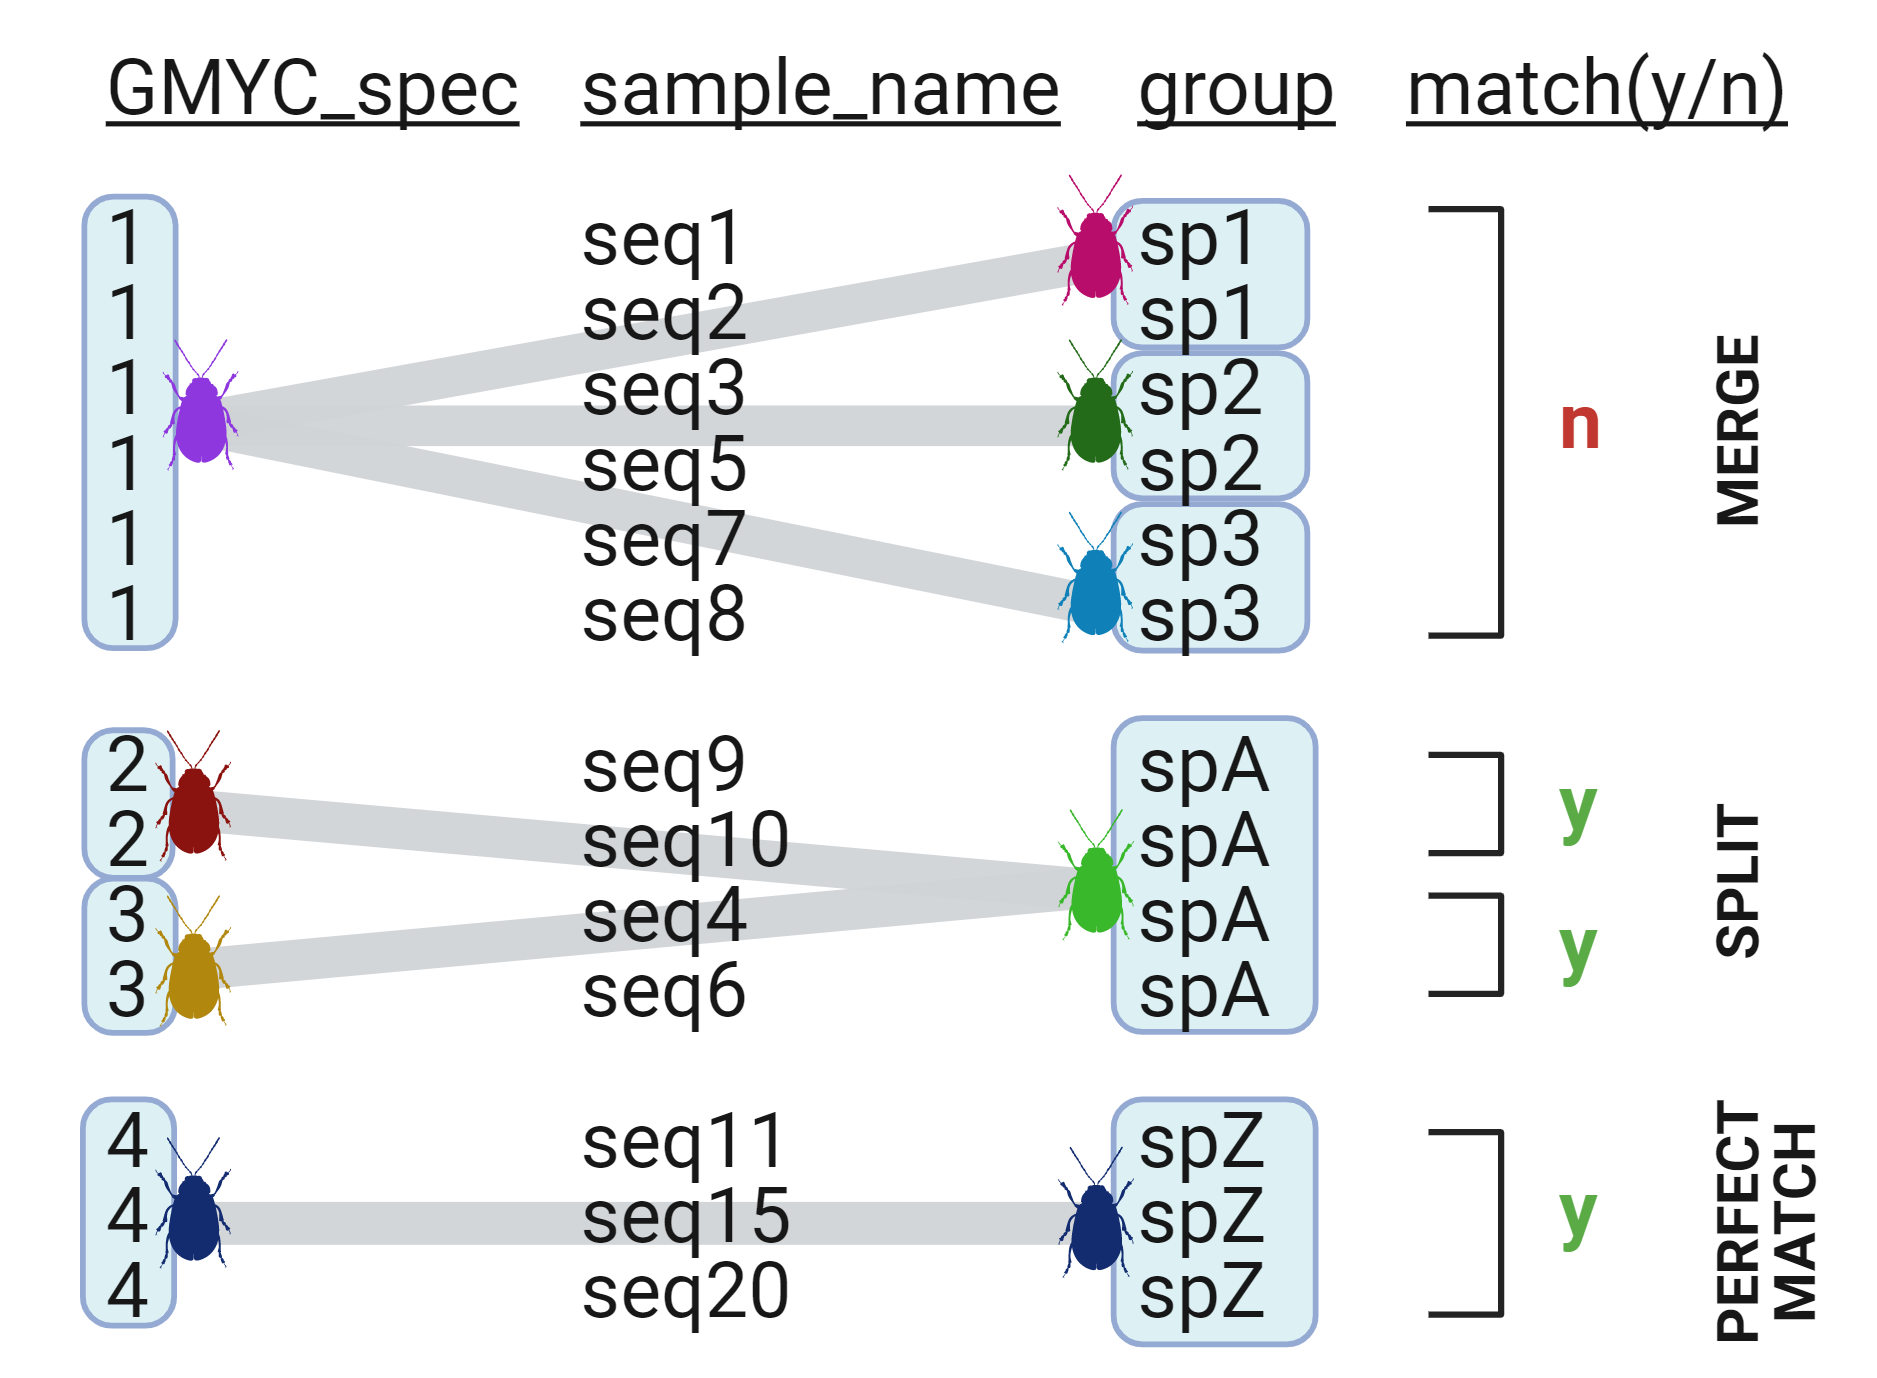 GMYC_spec sample_name group match(y/n)
1 seq1 sp1
1 seq2 sp1
1 seq3 sp2
1 seq5 sp2
1 seq7 sp3
1 seq8 sp3
n
MERGE
2 seq9 spA
2 seq10 spA
y
3 seq4 spA
3 seq6 spA
y
SPLIT
4 seq11 spZ
4 seq15 spZ
4 seq20 spZ
y
PERFECT
MATCH